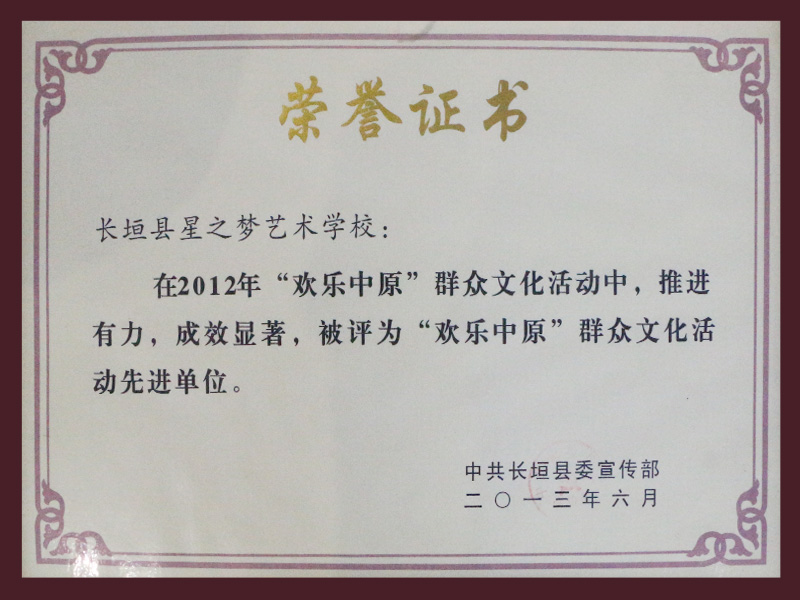 荣誉证书
长垣县星之梦艺术学校：
在2012年“欢乐中原”群众文化活动中，推进
有力，成效显著，被评为“欢乐中原”群众文化活
动先进单位。
中共长垣县委宣传部
二〇一三年六月